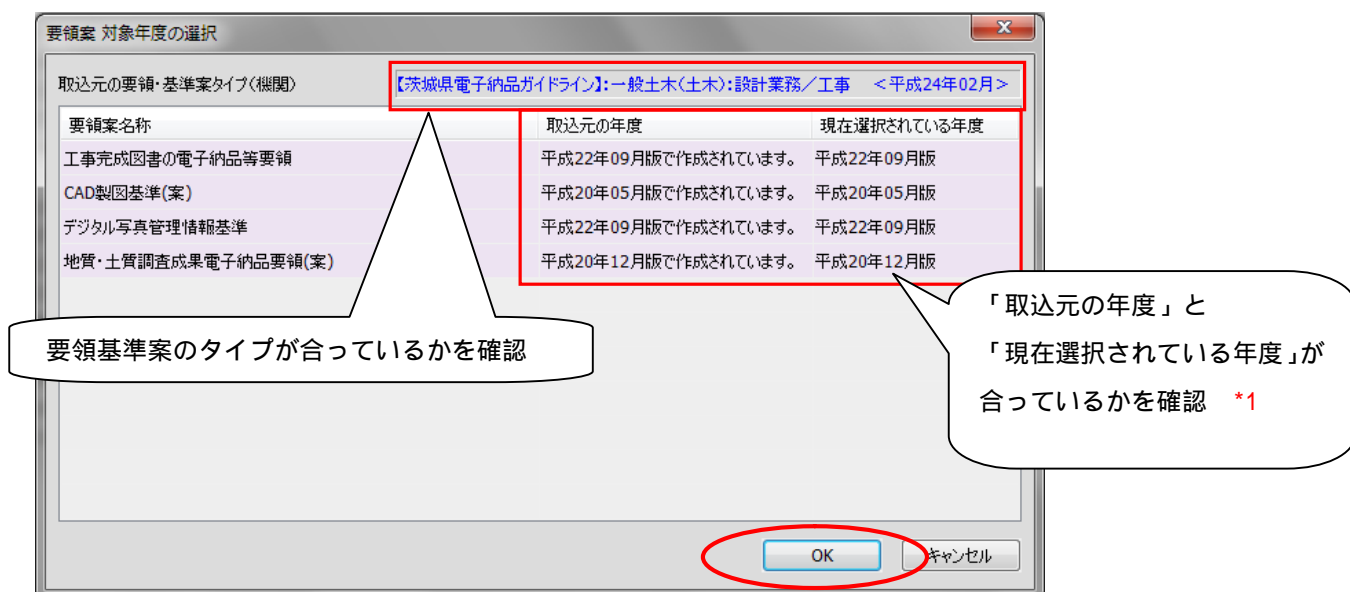 要領案 対象年度の選択
取込元の要領・基準案タイプ(機関) 【茨城県電子納品ガイドライン】:一般土木(土木):設計業務/工事 <平成24年02月>
要領案名称 取込元の年度 現在選択されている年度
工事完成図書の電子納品等要領 平成22年09月版で作成されています。 平成22年09月版
CAD製図基準(案) 平成20年05月版で作成されています。 平成20年05月版
デジタル写真管理情報基準 平成22年09月版で作成されています。 平成22年09月版
地質・土質調査成果電子納品要領(案) 平成20年12月版で作成されています。 平成20年12月版
要領基準案のタイプが合っているかを確認
「取込元の年度」と
「現在選択されている年度」が
合っているかを確認 *1
OK キャンセル